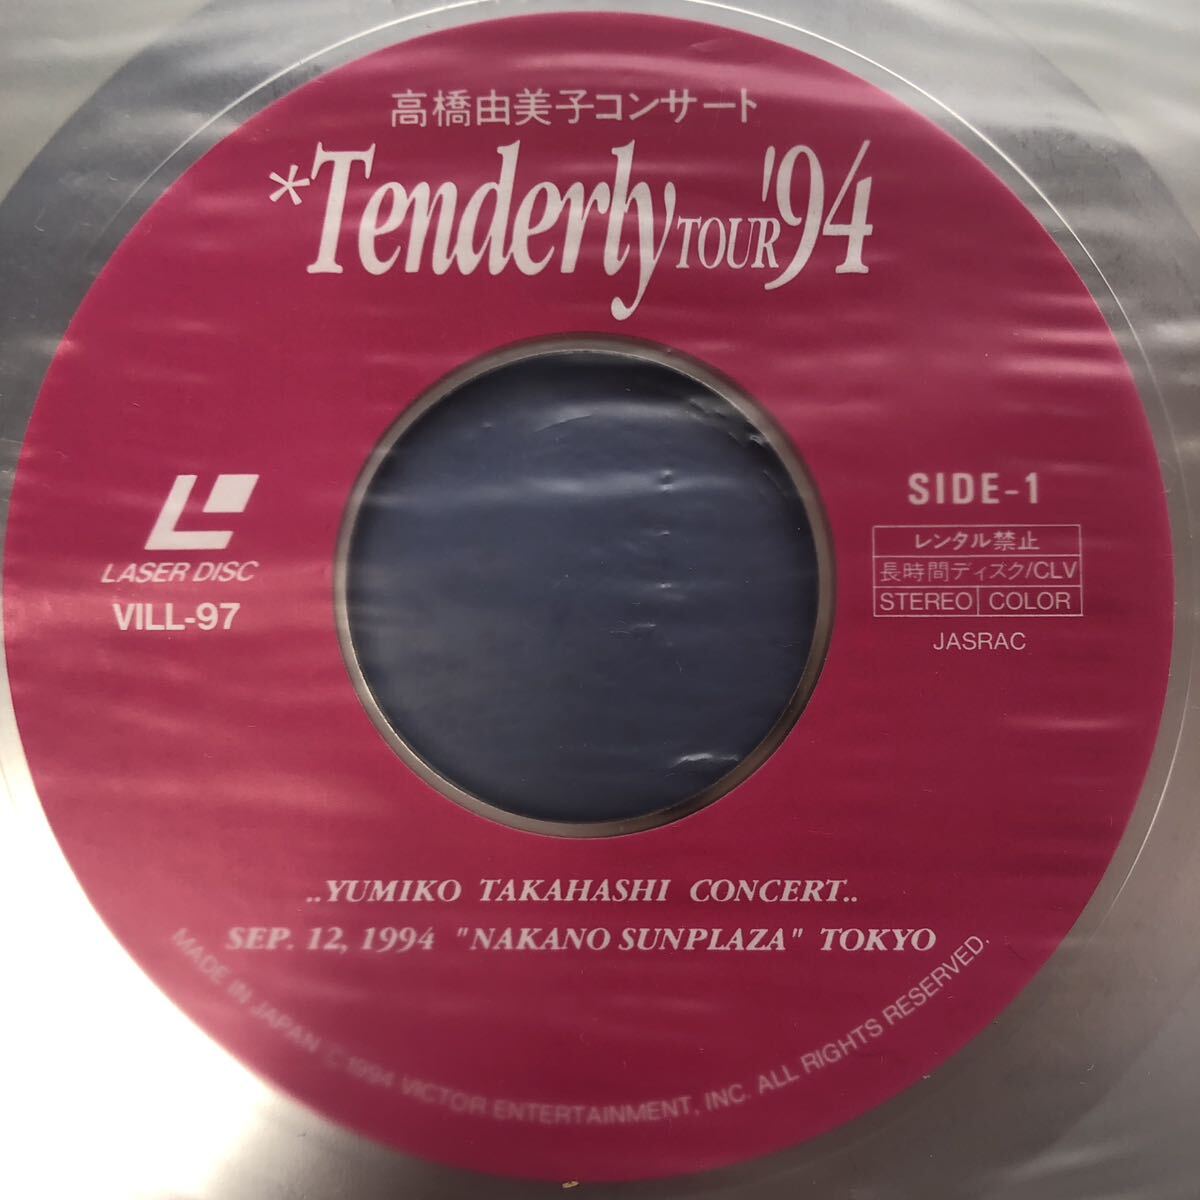 高橋由美子コンサート
*Tenderly TOUR '94
SIDE-1
LASER DISC
VILL-97
レンタル禁止
長時間ディスク/CLV
STEREO COLOR
JASRAC
..YUMIKO TAKAHASHI CONCERT..
SEP. 12, 1994 "NAKANO SUNPLAZA" TOKYO
MADE IN JAPAN Ⓒ1994 VICTOR ENTERTAINMENT, INC. ALL RIGHTS RESERVED.